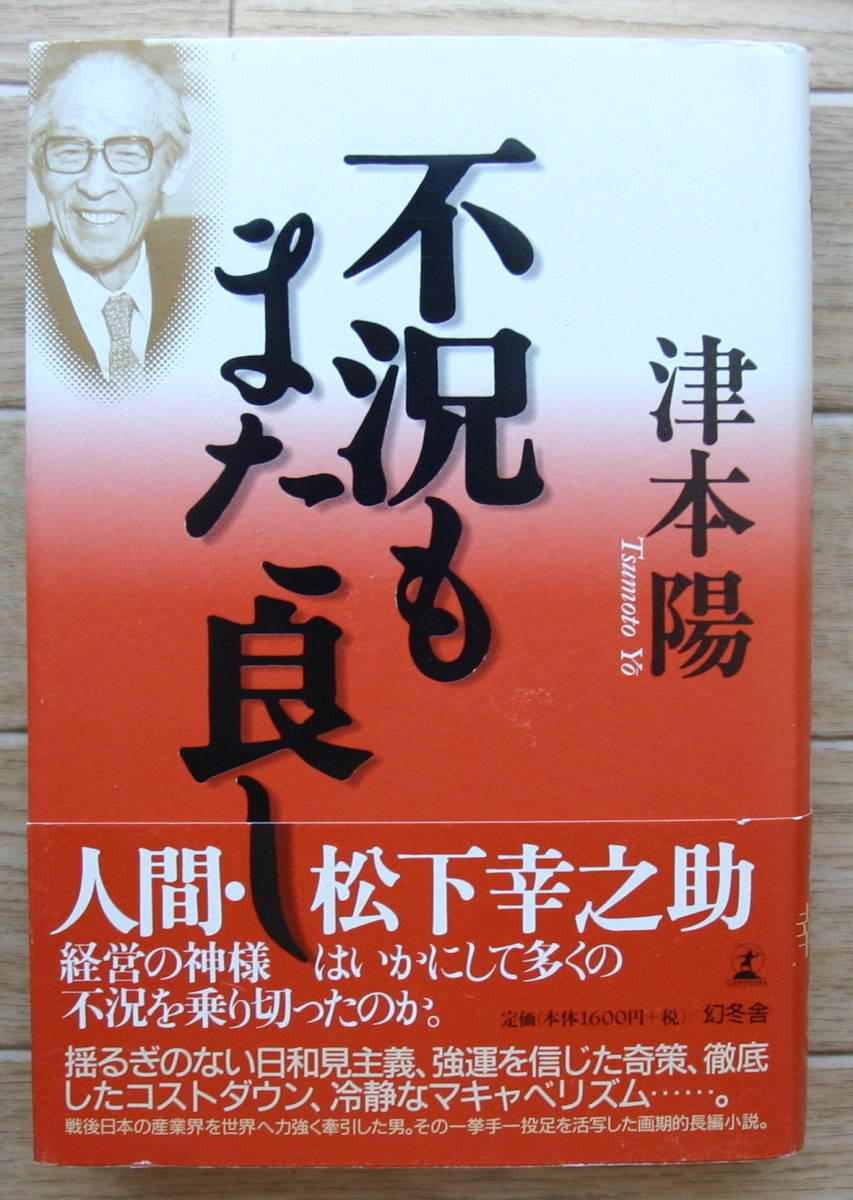 津本陽
Tsumoto Yō
不況も
また良し
人間・松下幸之助
経営の神様はいかにして多くの
不況を乗り切ったのか。
定価(本体1600円+税) 幻冬舎
揺るぎのない日和見主義、強運を信じた奇策、徹底
したコストダウン、冷静なマキャベリズム……。
戦後日本の産業界を世界へ力強く牽引した男。その一挙手一投足を活写した画期的長編小説。